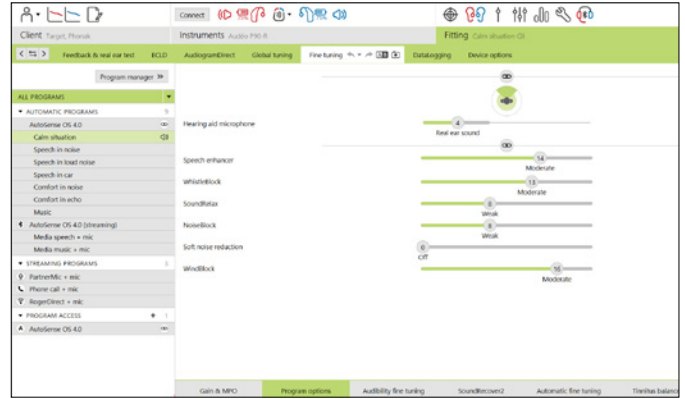 Connect
Client Target, Phonak
Instruments Audéo P90-R
Fitting Calm situation
Feedback & real ear test
ECLD
AudiogramDirect
Global tuning
Fine tuning
DataLogging
Device options
Program manager
ALL PROGRAMS
AUTOMATIC PROGRAMS 9
AutoSense OS 4.0
Calm situation
Speech in noise
Speech in loud noise
Speech in car
Comfort in noise
Comfort in echo
Music
AutoSense OS 4.0 (streaming)
Media speech + mic
Media music + mic
STREAMING PROGRAMS 3
PartnerMic + mic
Phone call + mic
RogerDirect + mic
PROGRAM ACCESS + 1
A AutoSense OS 4.0
Hearing aid microphone
4
Real ear sound
Speech enhancer
14
Moderate
WhistleBlock
13
Moderate
SoundRelax
8
Weak
NoiseBlock
8
Weak
Soft noise reduction
0
Off
WindBlock
16
Moderate
Gain & MPO
Program options
Audibility fine tuning
SoundRecover2
Automatic fine tuning
Tinnitus balance